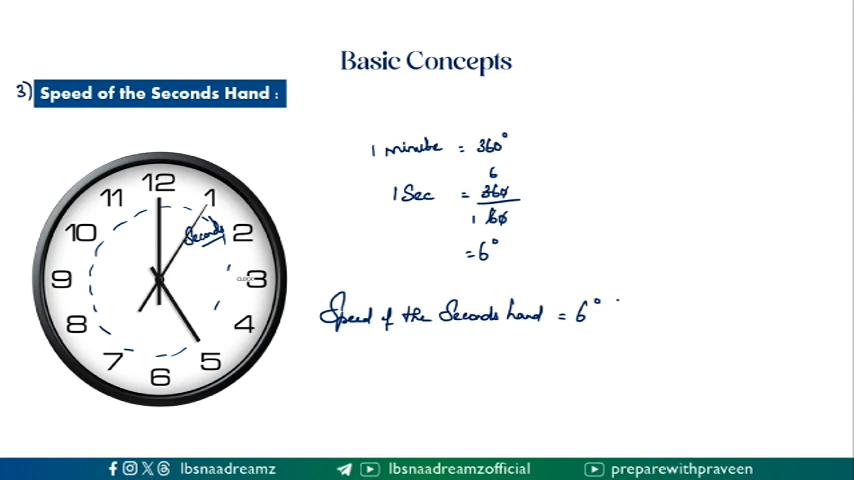 Basic Concepts
3) Speed of the Seconds Hand :
1 minute = 360°
6
1 Sec = 360
1 60
= 6°
Speed of the Seconds hand = 6°
12
11 1
10 Seconds 2
9 CLOCK 3
8 4
7 5
6
lbsnaadreamz lbsnaadreamzofficial preparewithpraveen